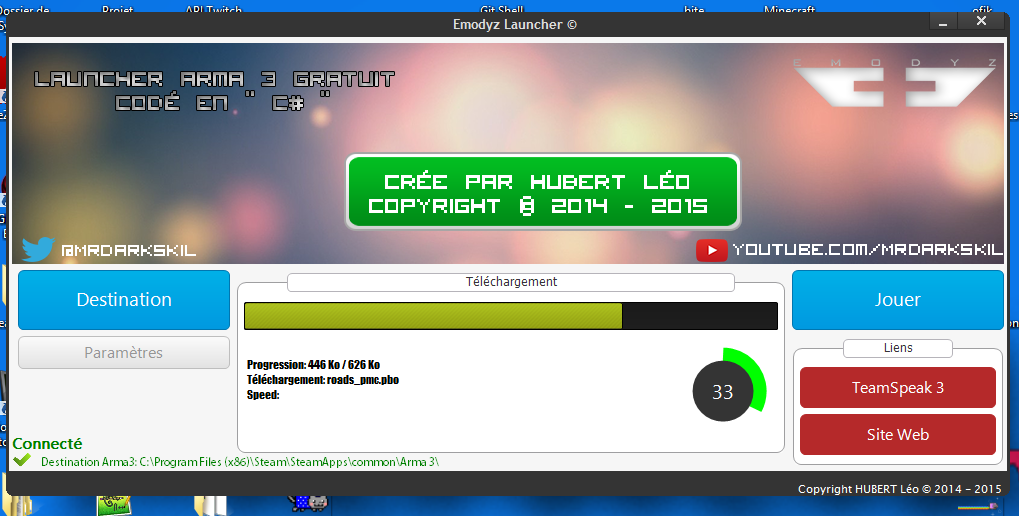 Dossier de
Projet
API Twitch
Git Shell
bite
Minecraft
ofik
Emodyz Launcher ©
LAUNCHER ARMA 3 GRATUIT
CODÉ EN " C# "
EMODYZ
CRÉE PAR HUBERT LÉO
COPYRIGHT @ 2014 - 2015
@MRDARKSKIL
YOUTUBE.COM/MRDARKSKIL
Destination
Paramètres
Téléchargement
Progression: 446 Ko / 626 Ko
Téléchargement: roads_pmc.pbo
Speed:
33
Jouer
Liens
TeamSpeak 3
Site Web
Connecté
Destination Arma3: C:\Program Files (x86)\Steam\SteamApps\common\Arma 3\
Copyright HUBERT Léo © 2014 - 2015